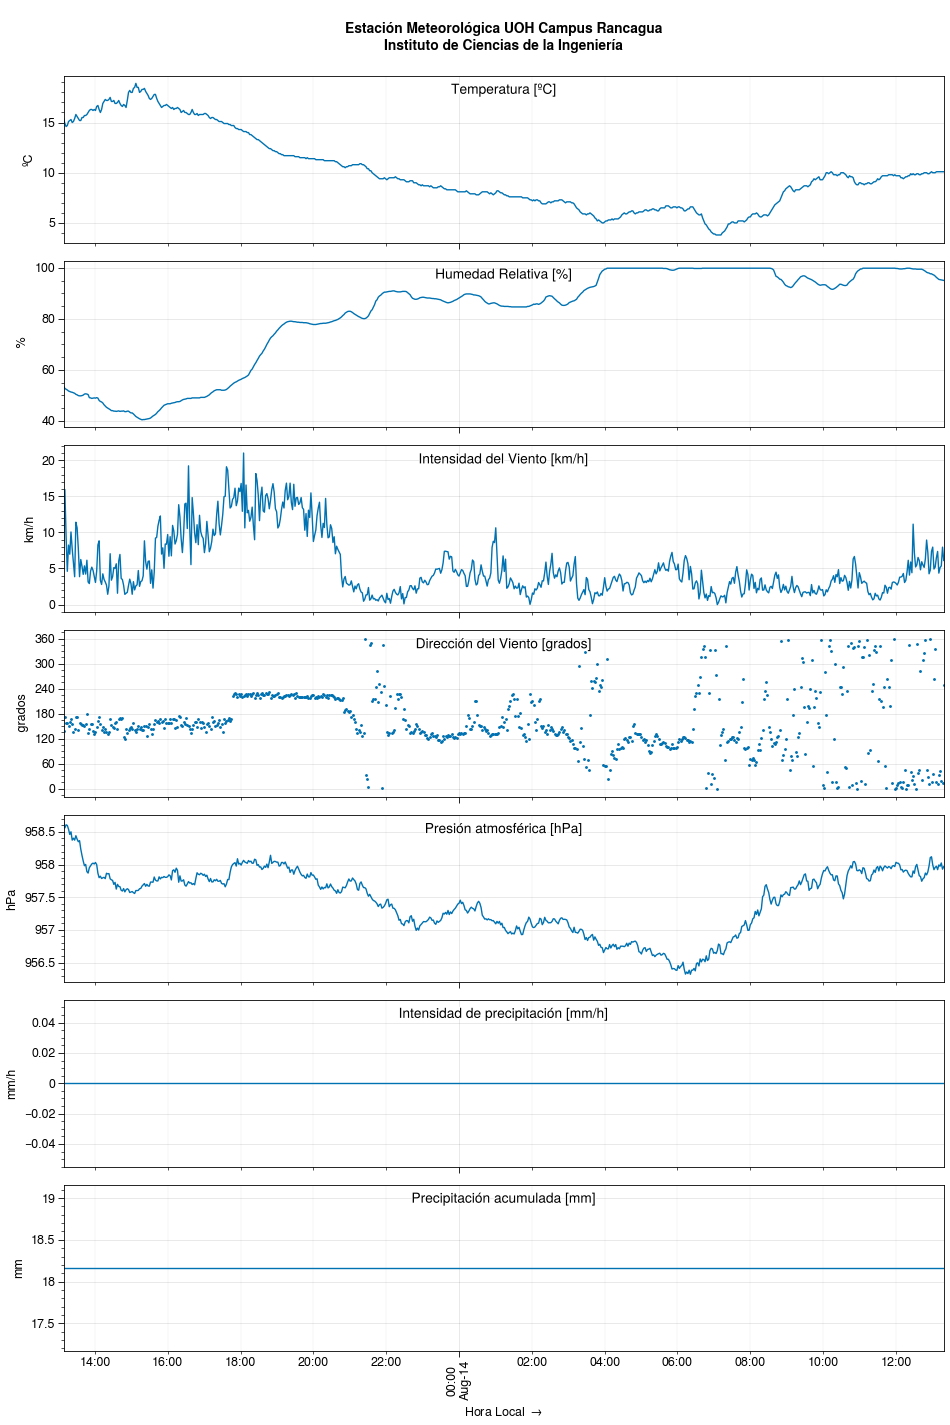 Estación Meteorológica UOH Campus Rancagua
Instituto de Ciencias de la Ingeniería
Temperatura [ºC]
ºC
15
10
5
Humedad Relativa [%]
%
100
80
60
40
Intensidad del Viento [km/h]
km/h
20
15
10
5
0
Dirección del Viento [grados]
grados
360
300
240
180
120
60
0
Presión atmosférica [hPa]
hPa
958.5
958
957.5
957
956.5
Intensidad de precipitación [mm/h]
mm/h
0.04
0.02
0
−0.02
−0.04
Precipitación acumulada [mm]
mm
19
18.5
18
17.5
14:00 16:00 18:00 20:00 22:00 00:00 02:00 04:00 06:00 08:00 10:00 12:00
Aug-14
Hora Local →